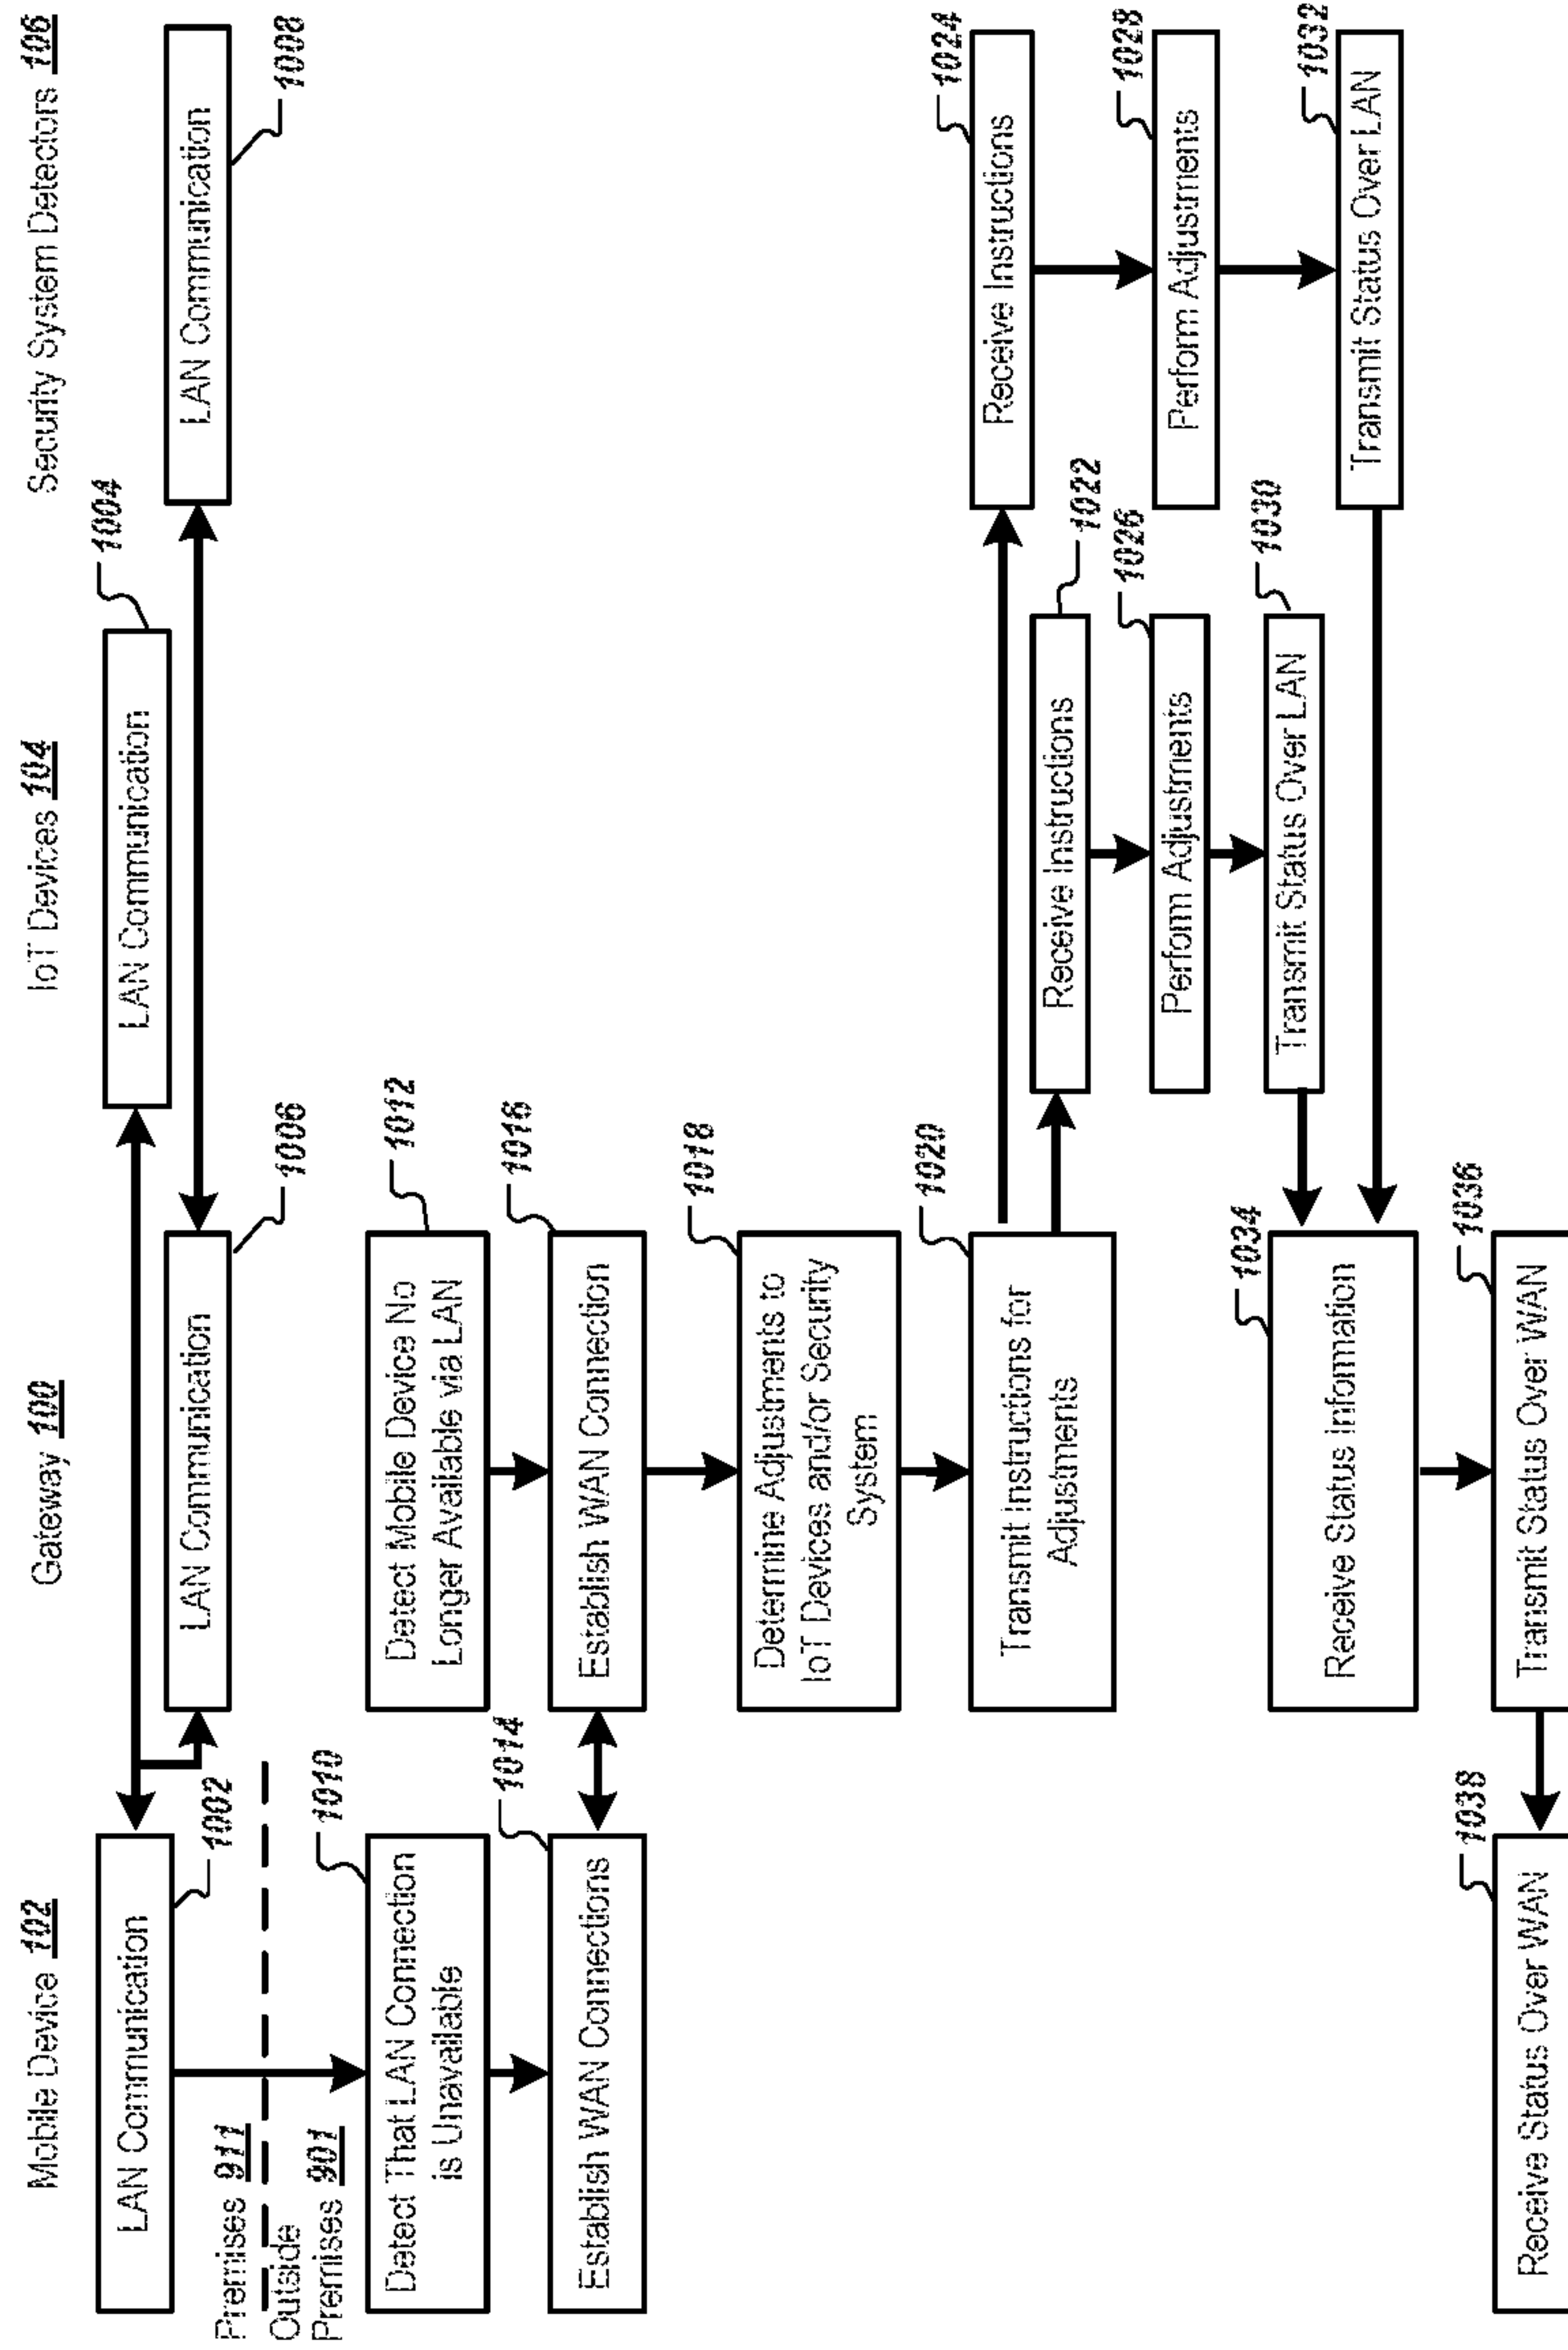 Mobile Device 102
Gateway 100
IoT Devices 104
Security System Detectors 106
LAN Communication
1002
LAN Communication
1004
LAN Communication
1006
LAN Communication
1008
Premises 911
Outside
Premises 901
Detect That LAN Connection
is Unavailable
1010
Detect Mobile Device No
Longer Available via LAN
1012
Establish WAN Connections
1014
Establish WAN Connection
1016
Determine Adjustments to
IoT Devices and/or Security
System
1018
Transmit Instructions for
Adjustments
1020
Receive Instructions
1022
Receive Instructions
1024
Perform Adjustments
1026
Perform Adjustments
1028
Transmit Status Over LAN
1030
Transmit Status Over LAN
1032
Receive Status Information
1034
Transmit Status Over WAN
1036
Receive Status Over WAN
1038